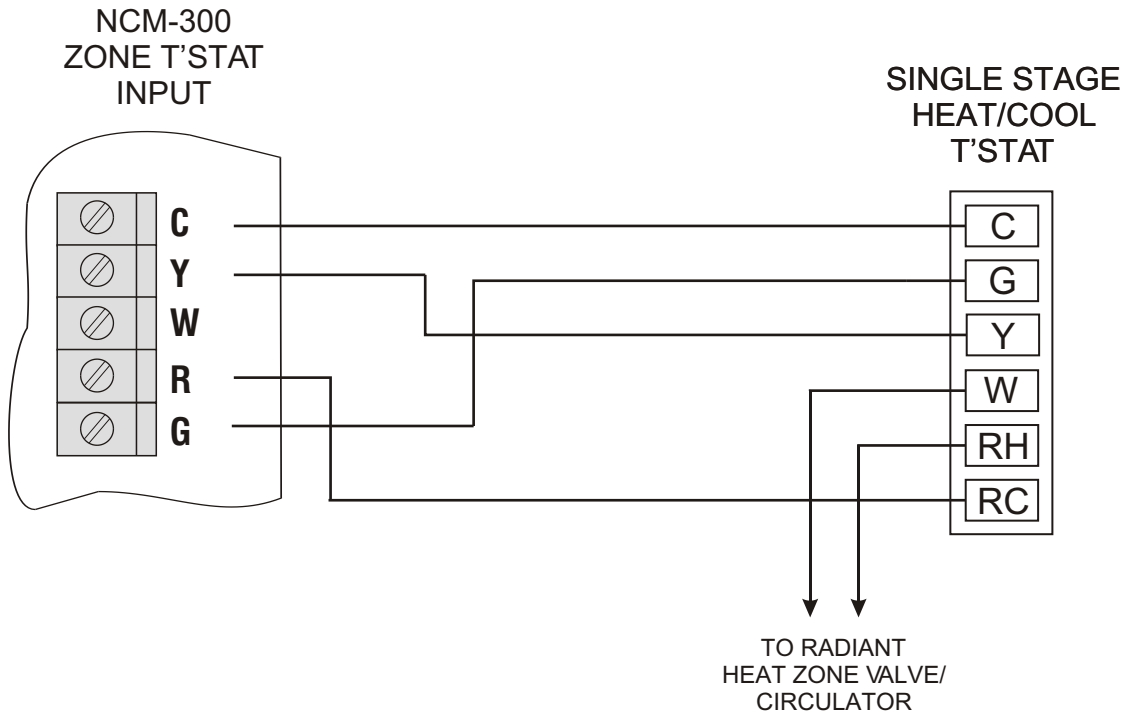 NCM-300
ZONE T'STAT
INPUT
SINGLE STAGE
HEAT/COOL
T'STAT
C
Y
W
R
G
C
G
Y
W
RH
RC
TO RADIANT
HEAT ZONE VALVE/
CIRCULATOR